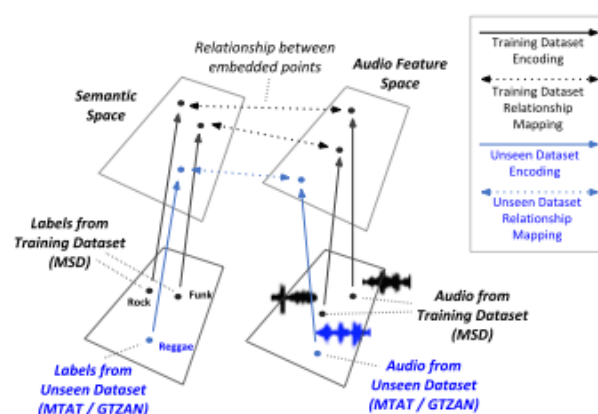 Relationship between
embedded points
Audio Feature
Space
Semantic
Space
Labels from
Training Dataset
(MSD)
Rock
Funk
Reggae
Labels from
Unseen Dataset
(MTAT / GTZAN)
Audio from
Training Dataset
(MSD)
Audio from
Unseen Dataset
(MTAT / GTZAN)
Training Dataset
Encoding
Training Dataset
Relationship
Mapping
Unseen Dataset
Encoding
Unseen Dataset
Relationship
Mapping